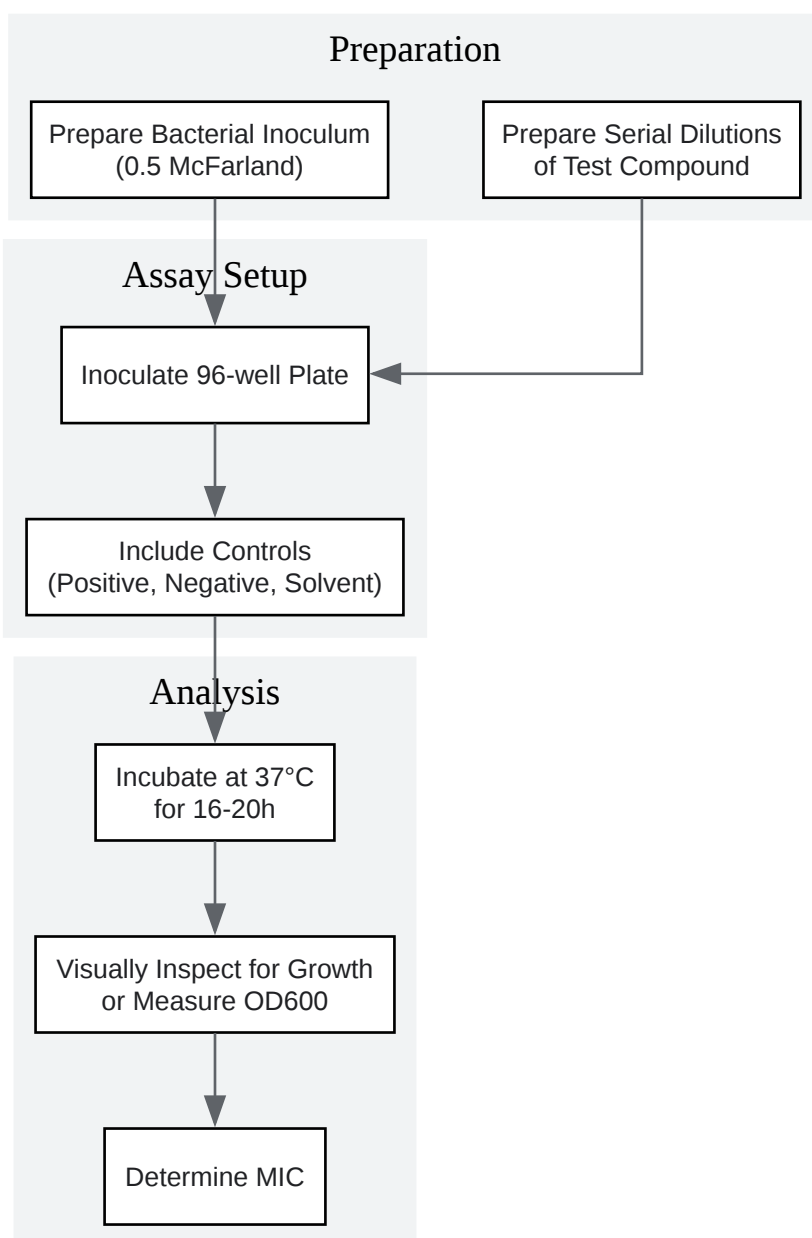 Preparation
Prepare Bacterial Inoculum
(0.5 McFarland)
Prepare Serial Dilutions
of Test Compound
Assay Setup
Inoculate 96-well Plate
Include Controls
(Positive, Negative, Solvent)
Analysis
Incubate at 37°C
for 16-20h
Visually Inspect for Growth
or Measure OD600
Determine MIC